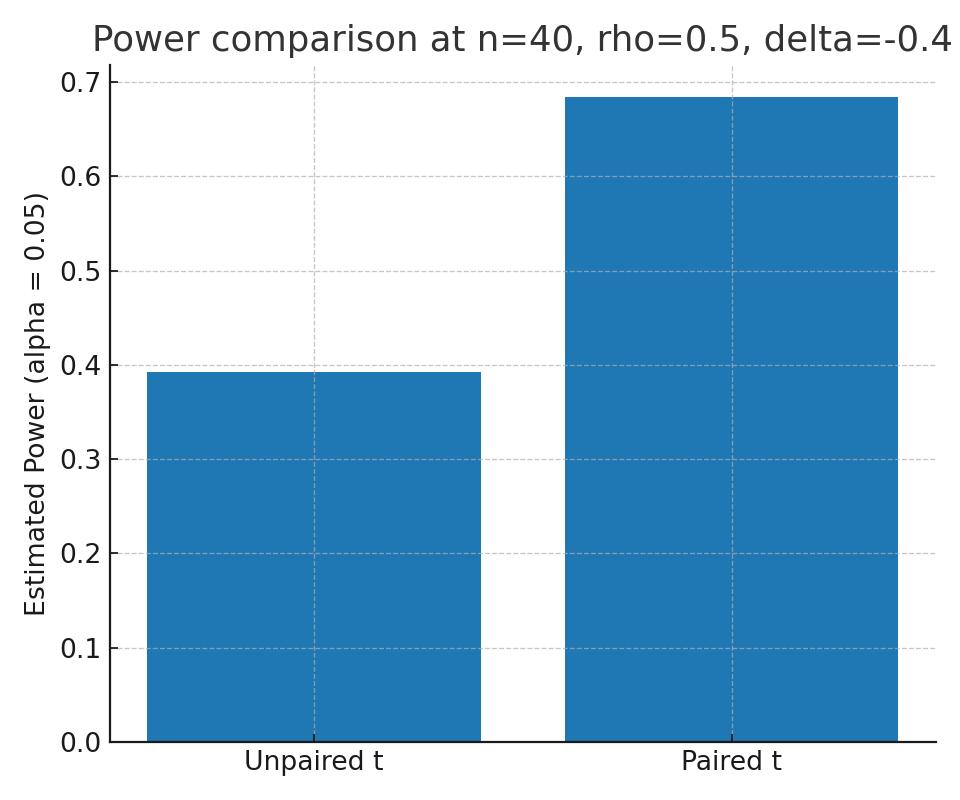 Power comparison at n=40, rho=0.5, delta=-0.4
Estimated Power (alpha = 0.05)
0.7
0.6
0.5
0.4
0.3
0.2
0.1
0.0
Unpaired t
Paired t